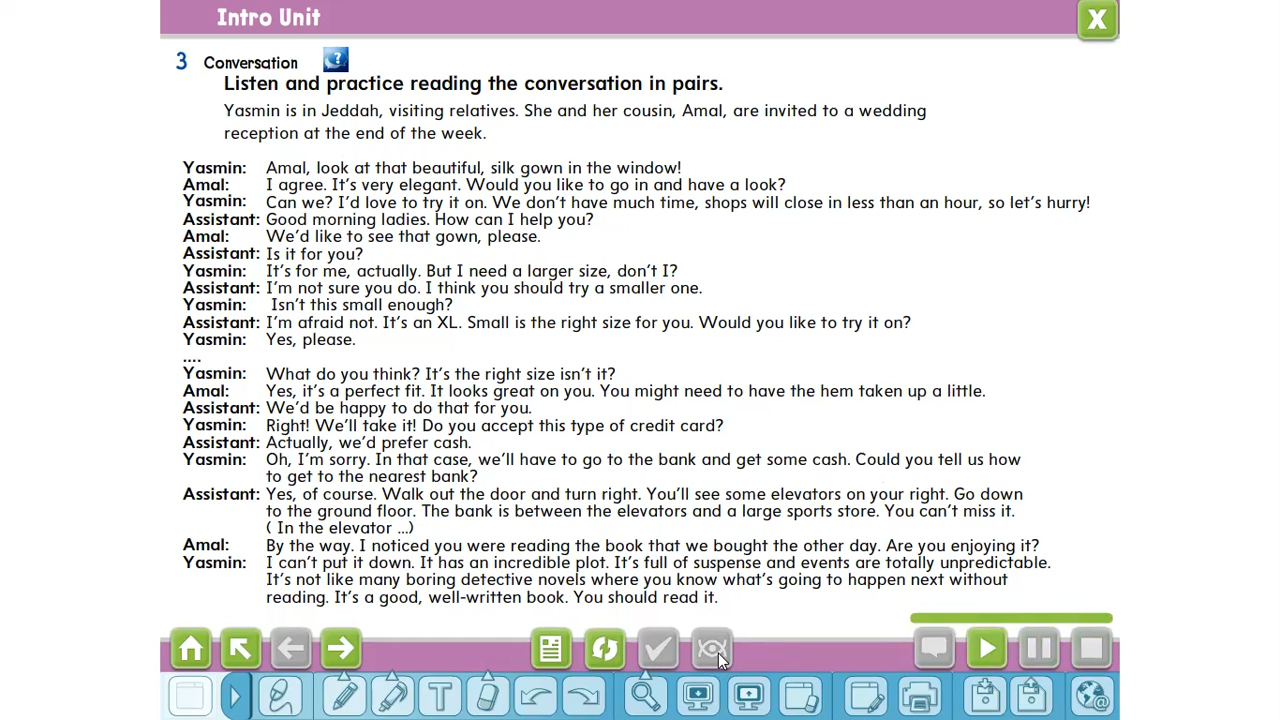 Intro Unit
X
3 Conversation ?
Listen and practice reading the conversation in pairs.
Yasmin is in Jeddah, visiting relatives. She and her cousin, Amal, are invited to a wedding
reception at the end of the week.
Yasmin: Amal, look at that beautiful, silk gown in the window!
Amal: I agree. It's very elegant. Would you like to go in and have a look?
Yasmin: Can we? I'd love to try it on. We don't have much time, shops will close in less than an hour, so let's hurry!
Assistant: Good morning ladies. How can I help you?
Amal: We'd like to see that gown, please.
Assistant: Is it for you?
Yasmin: It's for me, actually. But I need a larger size, don't I?
Assistant: I'm not sure you do. I think you should try a smaller one.
Yasmin: Isn't this small enough?
Assistant: I'm afraid not. It's an XL. Small is the right size for you. Would you like to try it on?
Yasmin: Yes, please.
....
Yasmin: What do you think? It's the right size isn't it?
Amal: Yes, it's a perfect fit. It looks great on you. You might need to have the hem taken up a little.
Assistant: We'd be happy to do that for you.
Yasmin: Right! We'll take it! Do you accept this type of credit card?
Assistant: Actually, we'd prefer cash.
Yasmin: Oh, I'm sorry. In that case, we'll have to go to the bank and get some cash. Could you tell us how
to get to the nearest bank?
Assistant: Yes, of course. Walk out the door and turn right. You'll see some elevators on your right. Go down
to the ground floor. The bank is between the elevators and a large sports store. You can't miss it.
( In the elevator ...)
Amal: By the way. I noticed you were reading the book that we bought the other day. Are you enjoying it?
Yasmin: I can't put it down. It has an incredible plot. It's full of suspense and events are totally unpredictable.
It's not like many boring detective novels where you know what's going to happen next without
reading. It's a good, well-written book. You should read it.
T
@